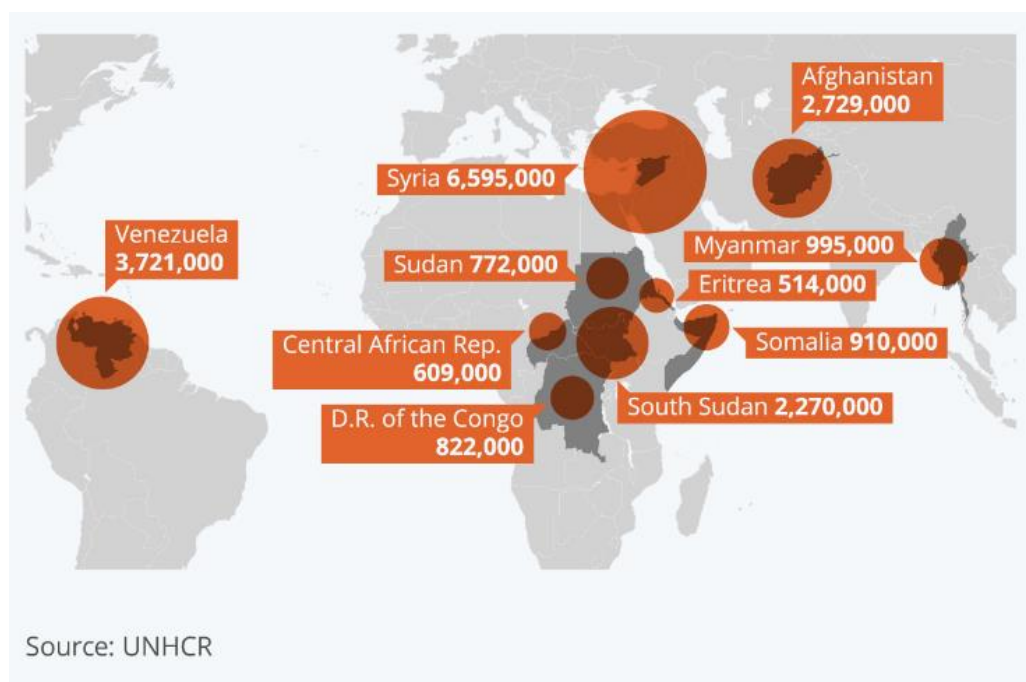 Afghanistan
2,729,000
Syria 6,595,000
Venezuela
3,721,000
Myanmar 995,000
Sudan 772,000
Eritrea 514,000
Central African Rep.
609,000
Somalia 910,000
D.R. of the Congo
822,000
South Sudan 2,270,000
Source: UNHCR